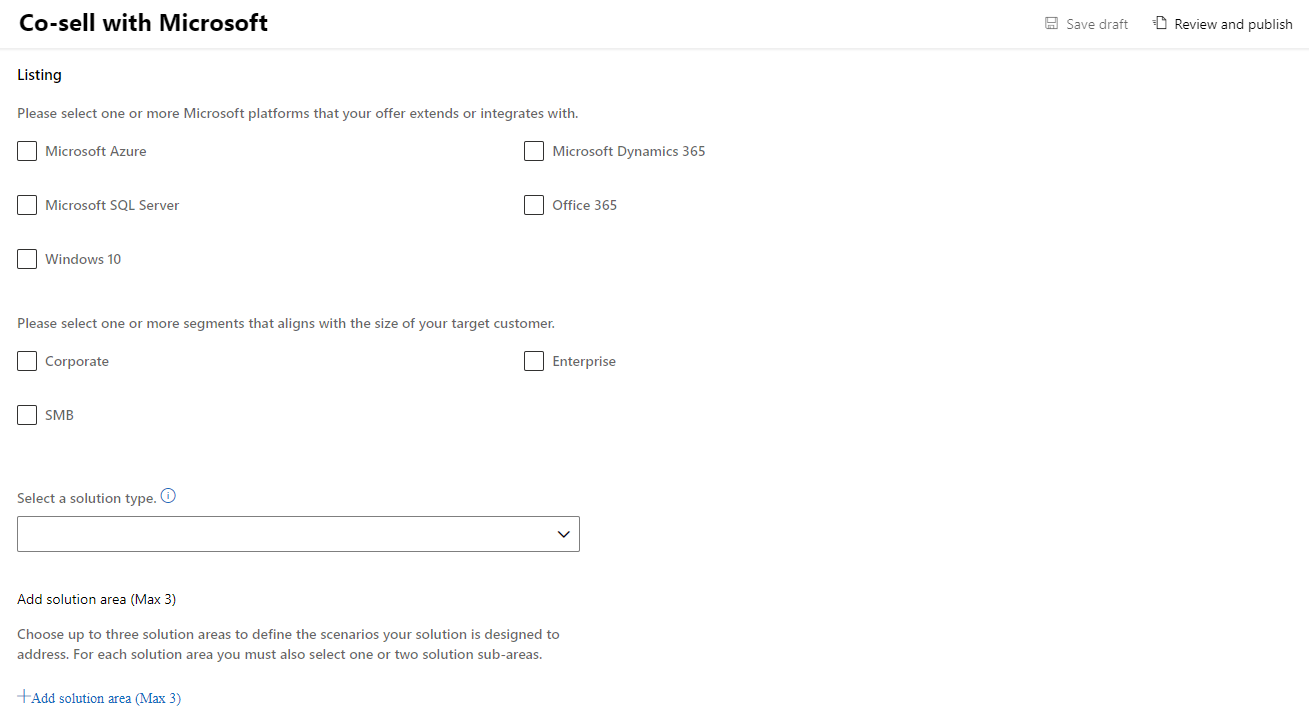 Co-sell with Microsoft
Save draft
Review and publish
Listing
Please select one or more Microsoft platforms that your offer extends or integrates with.
Microsoft Azure
Microsoft Dynamics 365
Microsoft SQL Server
Office 365
Windows 10
Please select one or more segments that aligns with the size of your target customer.
Corporate
Enterprise
SMB
Select a solution type.
Add solution area (Max 3)
Choose up to three solution areas to define the scenarios your solution is designed to
address. For each solution area you must also select one or two solution sub-areas.
+Add solution area (Max 3)